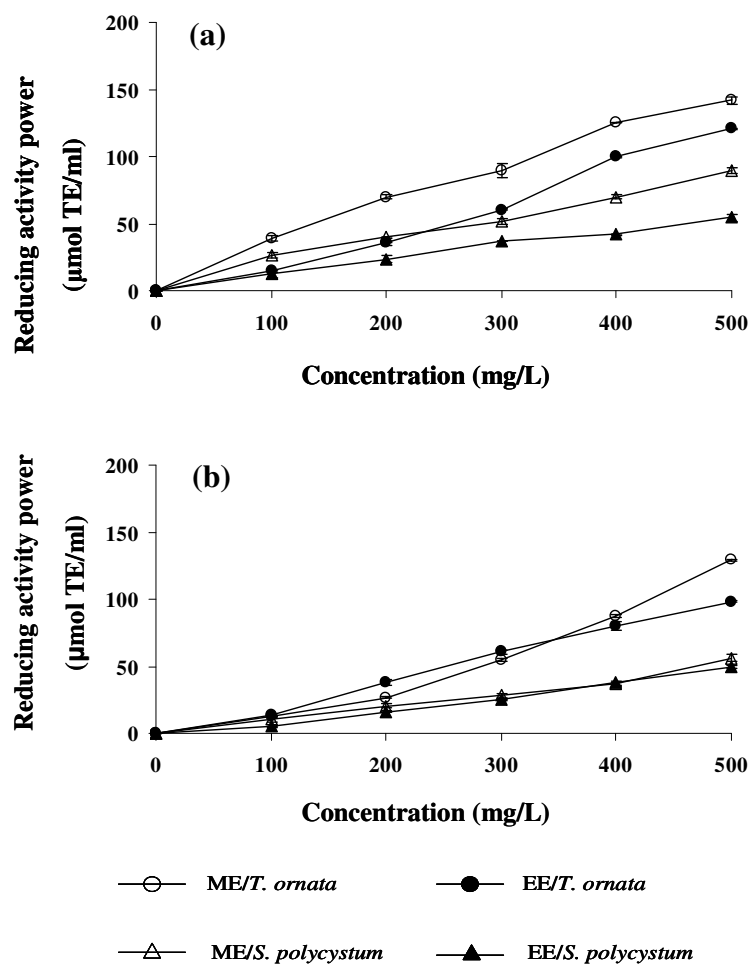 (a)
Reducing activity power
(µmol TE/ml)
200
150
100
50
0
0 100 200 300 400 500
Concentration (mg/L)
(b)
Reducing activity power
(µmol TE/ml)
200
150
100
50
0
0 100 200 300 400 500
Concentration (mg/L)
ME/T. ornata EE/T. ornata
ME/S. polycystum EE/S. polycystum